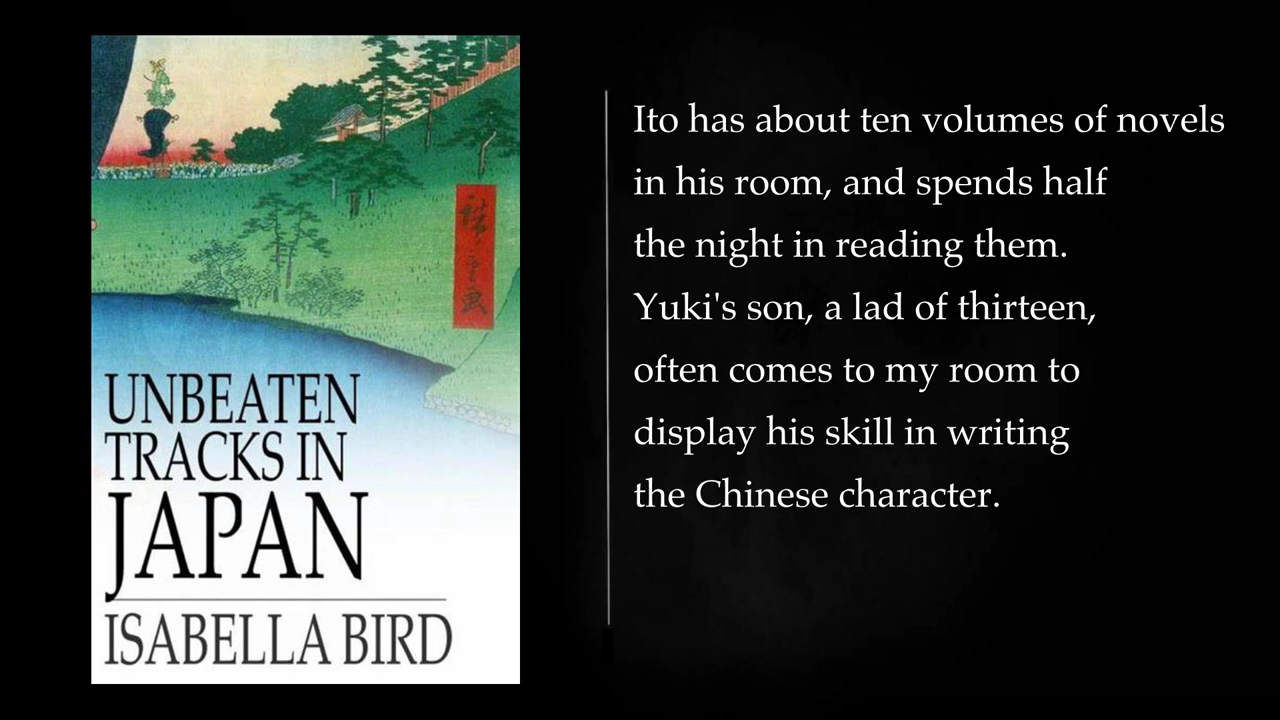 UNBEATEN
TRACKS IN
JAPAN
ISABELLA BIRD
Ito has about ten volumes of novels
in his room, and spends half
the night in reading them.
Yuki's son, a lad of thirteen,
often comes to my room to
display his skill in writing
the Chinese character.